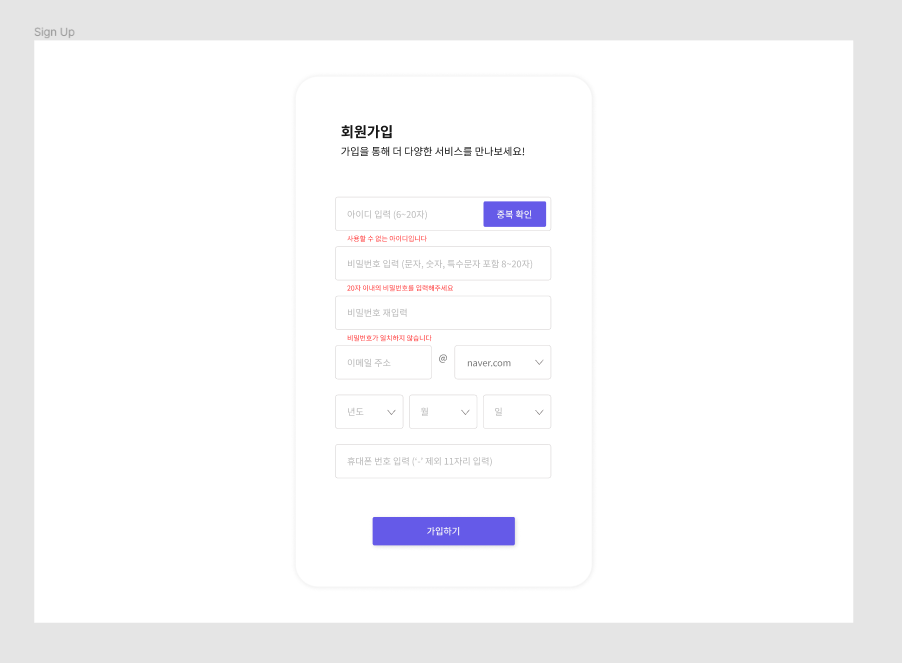 Sign Up
회원가입
가입을 통해 더 다양한 서비스를 만나보세요!
아이디 입력 (6~20자)
중복 확인
사용할 수 없는 아이디입니다
비밀번호 입력 (문자, 숫자, 특수문자 포함 8~20자)
20자 이내의 비밀번호를 입력해주세요
비밀번호 재입력
비밀번호가 일치하지 않습니다
이메일 주소
@
naver.com
년도
월
일
휴대폰 번호 입력 ('-' 제외 11자리 입력)
가입하기